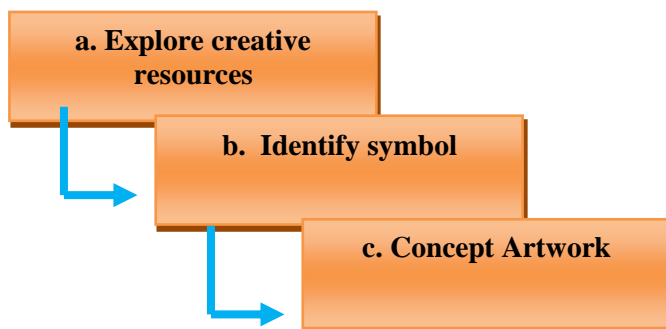 a. Explore creative
resources
b. Identify symbol
c. Concept Artwork